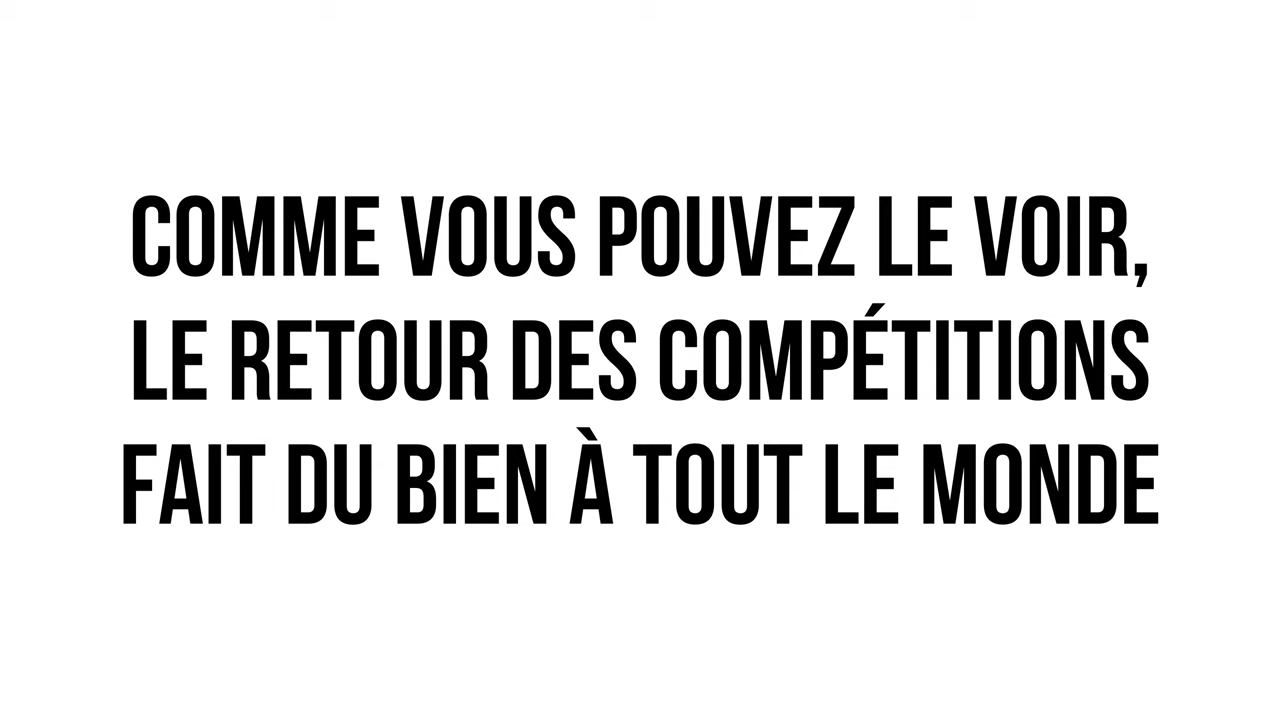 COMME VOUS POUVEZ LE VOIR,
LE RETOUR DES COMPÉTITIONS
FAIT DU BIEN À TOUT LE MONDE